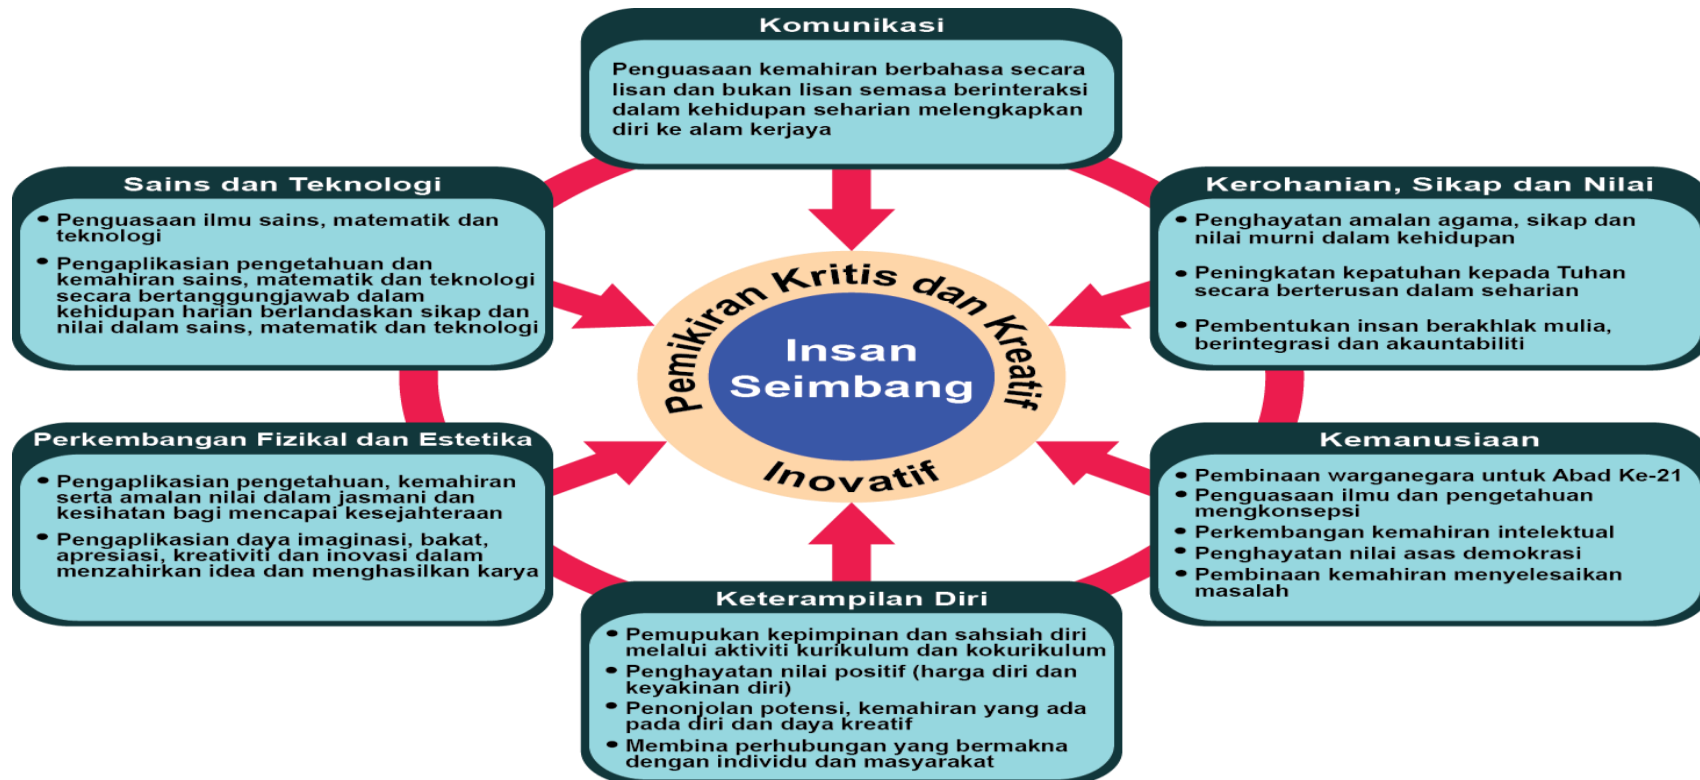 Komunikasi
Penguasaan kemahiran berbahasa secara
lisan dan bukan lisan semasa berinteraksi
dalam kehidupan seharian melengkapkan
diri ke alam kerjaya
Sains dan Teknologi
• Penguasaan ilmu sains, matematik dan
teknologi
• Pengaplikasian pengetahuan dan
kemahiran sains, matematik dan teknologi
secara bertanggungjawab dalam
kehidupan harian berlandaskan sikap dan
nilai dalam sains, matematik dan teknologi
Kerohanian, Sikap dan Nilai
• Penghayatan amalan agama, sikap dan
nilai murni dalam kehidupan
• Peningkatan kepatuhan kepada Tuhan
secara berterusan dalam seharian
• Pembentukan insan berakhlak mulia,
berintegrasi dan akauntabiliti
Pemikiran Kritis dan Kreatif
Insan
Seimbang
Inovatif
Perkembangan Fizikal dan Estetika
• Pengaplikasian pengetahuan, kemahiran
serta amalan nilai dalam jasmani dan
kesihatan bagi mencapai kesejahteraan
• Pengaplikasian daya imaginasi, bakat,
apresiasi, kreativiti dan inovasi dalam
menzahirkan idea dan menghasilkan karya
Kemanusiaan
• Pembinaan warganegara untuk Abad Ke-21
• Penguasaan ilmu dan pengetahuan
mengkonsepsi
• Perkembangan kemahiran intelektual
• Penghayatan nilai asas demokrasi
• Pembinaan kemahiran menyelesaikan
masalah
Keterampilan Diri
• Pemupukan kepimpinan dan sahsiah diri
melalui aktiviti kurikulum dan kokurikulum
• Penghayatan nilai positif (harga diri dan
keyakinan diri)
• Penonjolan potensi, kemahiran yang ada
pada diri dan daya kreatif
• Membina perhubungan yang bermakna
dengan individu dan masyarakat